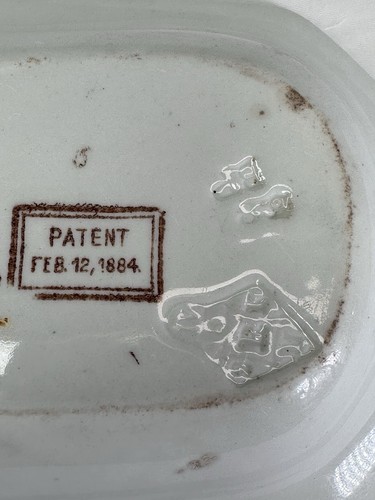 PATENT
FEB. 12, 1884.